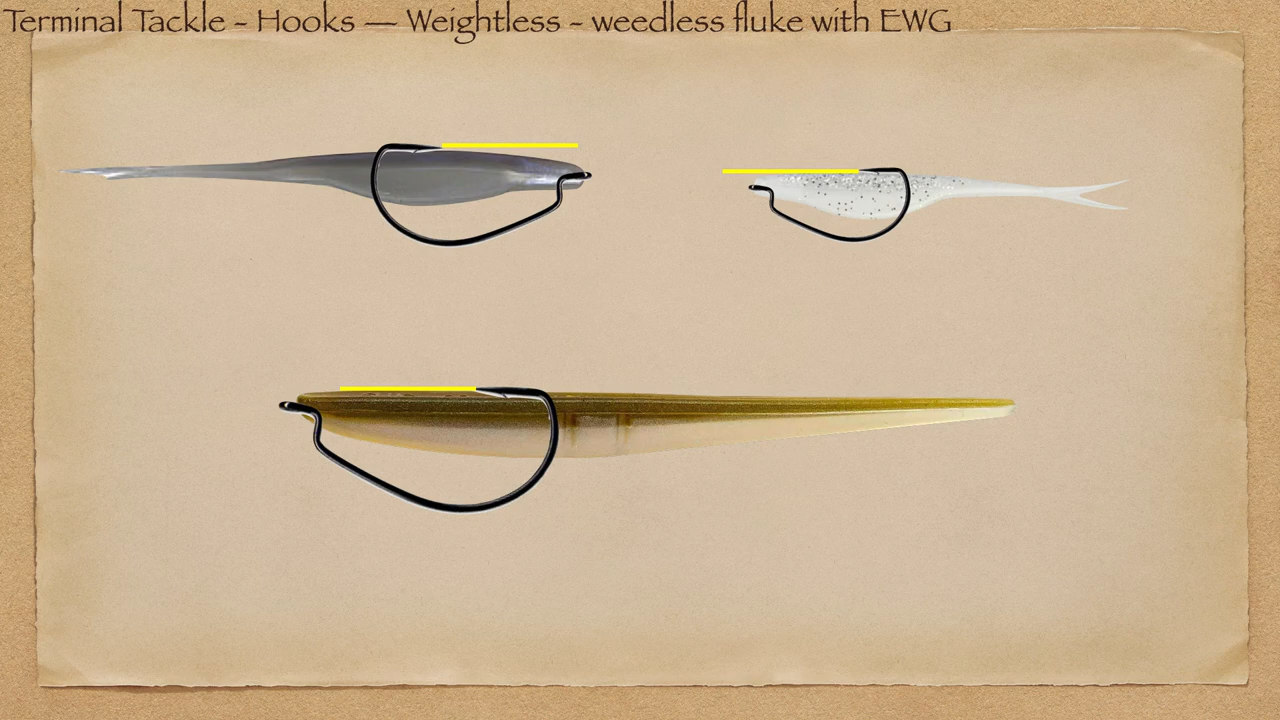 Terminal Tackle - Hooks — Weightless - weedless fluke with EWG